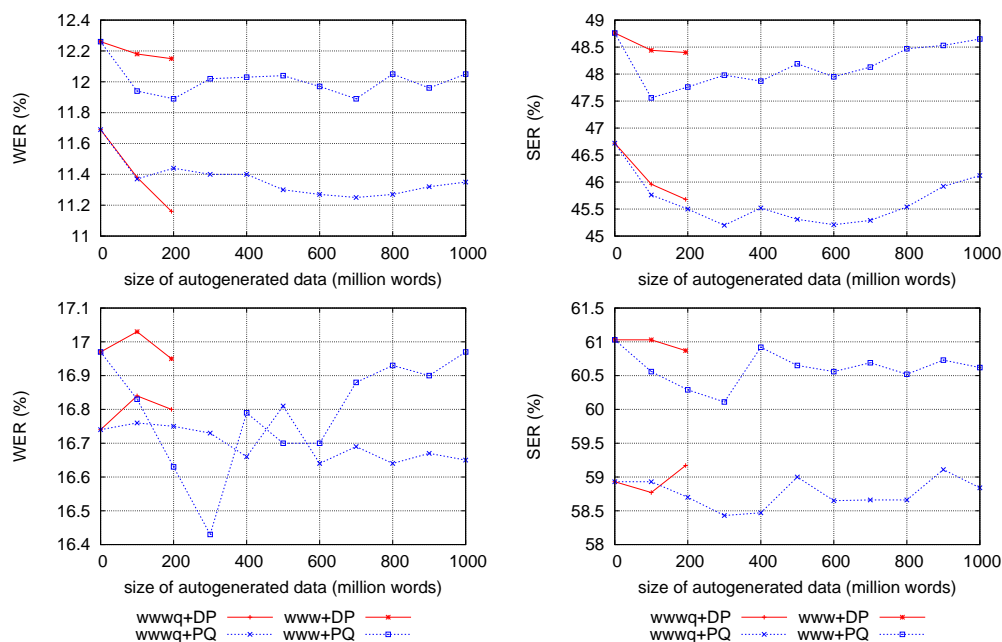 12.4
12.2
12
11.8
11.6
11.4
11.2
11
WER (%)
0 200 400 600 800 1000
size of autogenerated data (million words)
49
48.5
48
47.5
47
46.5
46
45.5
45
SER (%)
0 200 400 600 800 1000
size of autogenerated data (million words)
17.1
17
16.9
16.8
16.7
16.6
16.5
16.4
WER (%)
0 200 400 600 800 1000
size of autogenerated data (million words)
61.5
61
60.5
60
59.5
59
58.5
58
SER (%)
0 200 400 600 800 1000
size of autogenerated data (million words)
wwwq+DP www+DP
wwwq+PQ www+PQ
wwwq+DP www+DP
wwwq+PQ www+PQ